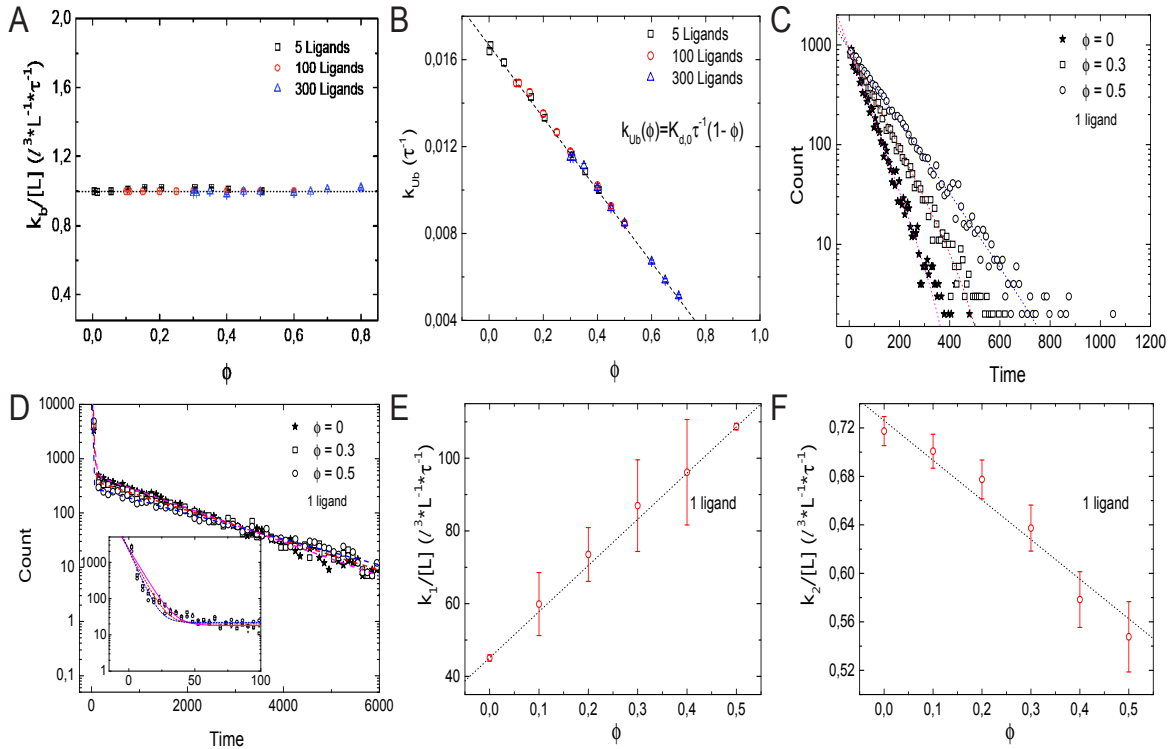 A
k_b/[L] (ℓ³*L⁻¹*τ⁻¹)
2,0
1,6
1,2
0,8
0,4
5 Ligands
100 Ligands
300 Ligands
0,0 0,2 0,4 0,6 0,8
ϕ
B
k_Ub (τ⁻¹)
0,016
0,012
0,008
0,004
5 Ligands
100 Ligands
300 Ligands
k_Ub(ϕ)=K_d,0τ⁻¹(1- ϕ)
0,0 0,2 0,4 0,6 0,8 1,0
ϕ
C
Count
1000
100
10
ϕ = 0
ϕ = 0.3
ϕ = 0.5
1 ligand
0 200 400 600 800 1000 1200
Time
D
Count
10000
1000
100
10
1
0,1
ϕ = 0
ϕ = 0.3
ϕ = 0.5
1 ligand
1000
100
10
1
0 50 100
0 2000 4000 6000
Time
E
k₁/[L] (ℓ³*L⁻¹*τ⁻¹)
100
80
60
40
1 ligand
0,0 0,1 0,2 0,3 0,4 0,5
ϕ
F
k₂/[L] (ℓ³*L⁻¹*τ⁻¹)
0,72
0,68
0,64
0,60
0,56
0,52
1 ligand
0,0 0,1 0,2 0,3 0,4 0,5
ϕ